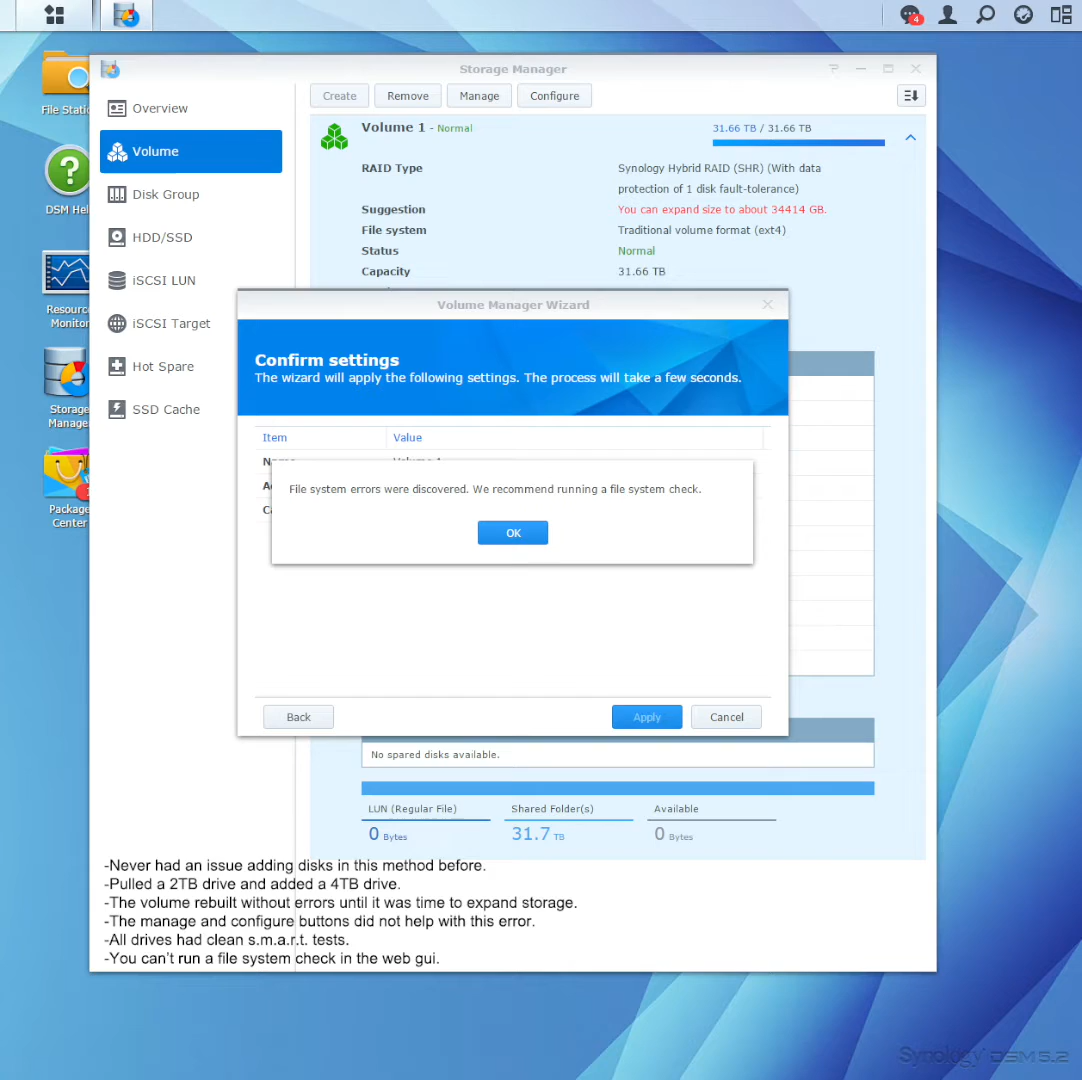 4
File Stati
DSM Hel
Resourc
Monito
Storag
Manage
Package
Center
Storage Manager
Overview
Volume
Disk Group
HDD/SSD
iSCSI LUN
iSCSI Target
Hot Spare
SSD Cache
Create Remove Manage Configure
Volume 1 - Normal 31.66 TB / 31.66 TB
RAID Type Synology Hybrid RAID (SHR) (With data
protection of 1 disk fault-tolerance)
Suggestion You can expand size to about 34414 GB.
File system Traditional volume format (ext4)
Status Normal
Capacity 31.66 TB
Volume Manager Wizard
Confirm settings
The wizard will apply the following settings. The process will take a few seconds.
Item Value
File system errors were discovered. We recommend running a file system check.
OK
Back Apply Cancel
No spared disks available.
LUN (Regular File) Shared Folder(s) Available
0 Bytes 31.7 TB 0 Bytes
-Never had an issue adding disks in this method before.
-Pulled a 2TB drive and added a 4TB drive.
-The volume rebuilt without errors until it was time to expand storage.
-The manage and configure buttons did not help with this error.
-All drives had clean s.m.a.r.t. tests.
-You can't run a file system check in the web gui.
Synology DSM 5.2